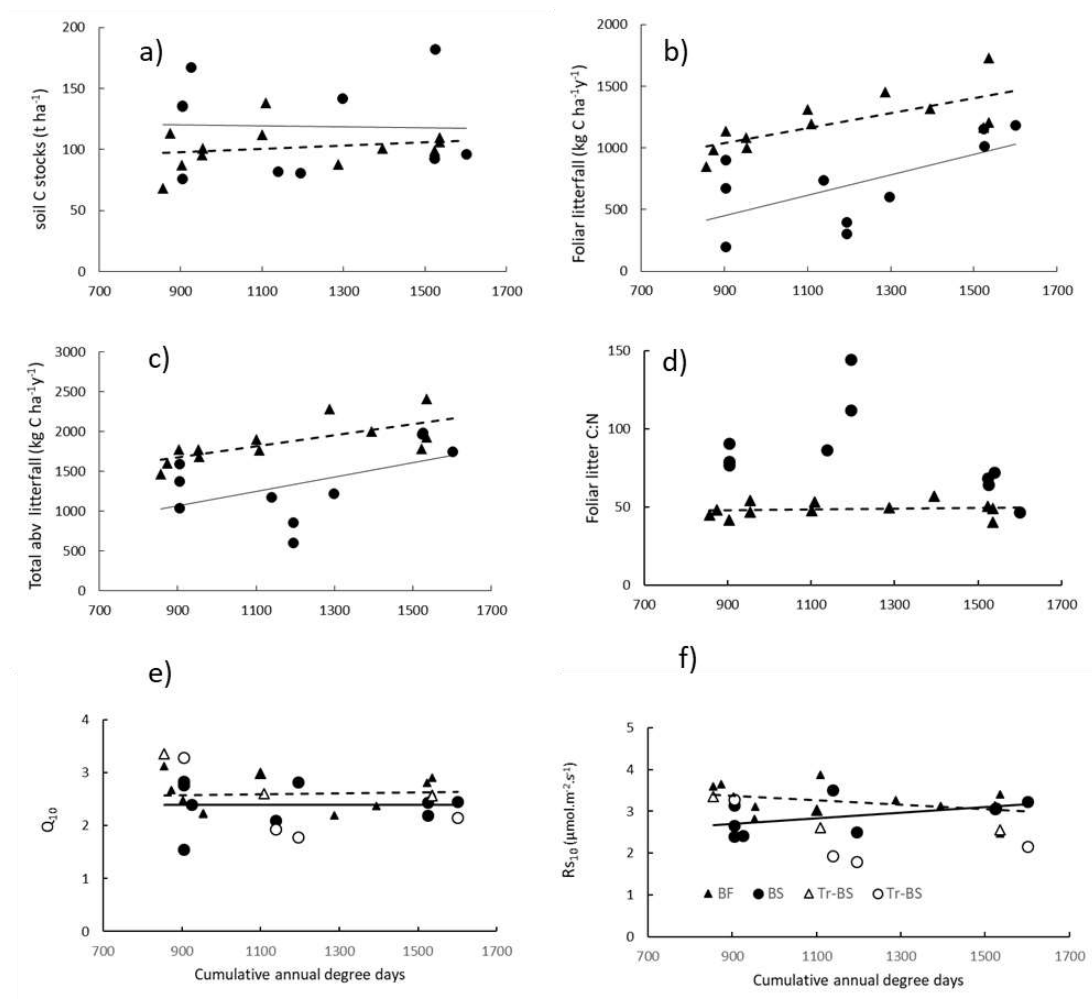 a)
soil C stocks (t ha⁻¹)
200
150
100
50
0
700 900 1100 1300 1500 1700
b)
Foliar litterfall (kg C ha⁻¹y⁻¹)
2000
1500
1000
500
0
700 900 1100 1300 1500 1700
c)
Total abv litterfall (kg C ha⁻¹y⁻¹)
3000
2500
2000
1500
1000
500
0
700 900 1100 1300 1500 1700
d)
Foliar litter C:N
150
100
50
0
700 900 1100 1300 1500 1700
e)
Q₁₀
4
3
2
1
0
700 900 1100 1300 1500 1700
Cumulative annual degree days
f)
Rs₁₀ (μmol.m⁻².s⁻¹)
5
4
3
2
1
0
BF BS Tr-BS Tr-BS
700 900 1100 1300 1500 1700
Cumulative annual degree days